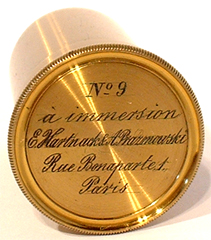 No 9
à immersion
E. Hartnack & A. Prazmowski
Rue Bonaparte 1
Paris